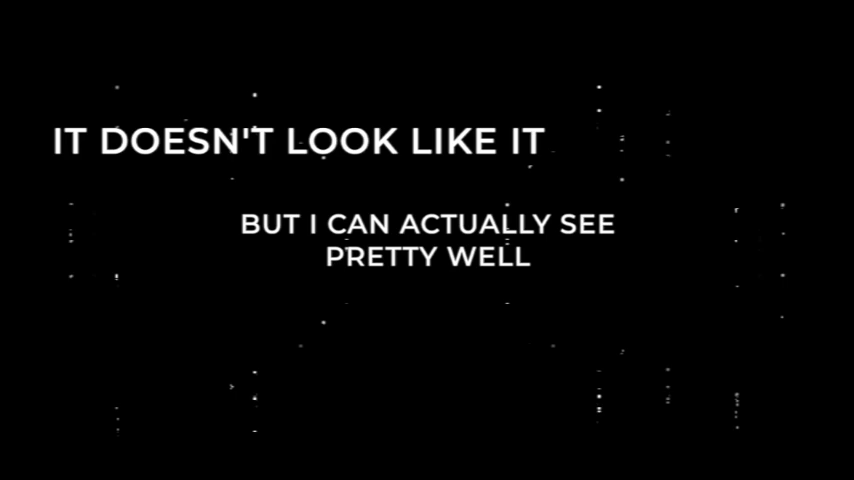 IT DOESN'T LOOK LIKE IT
BUT I CAN ACTUALLY SEE
PRETTY WELL